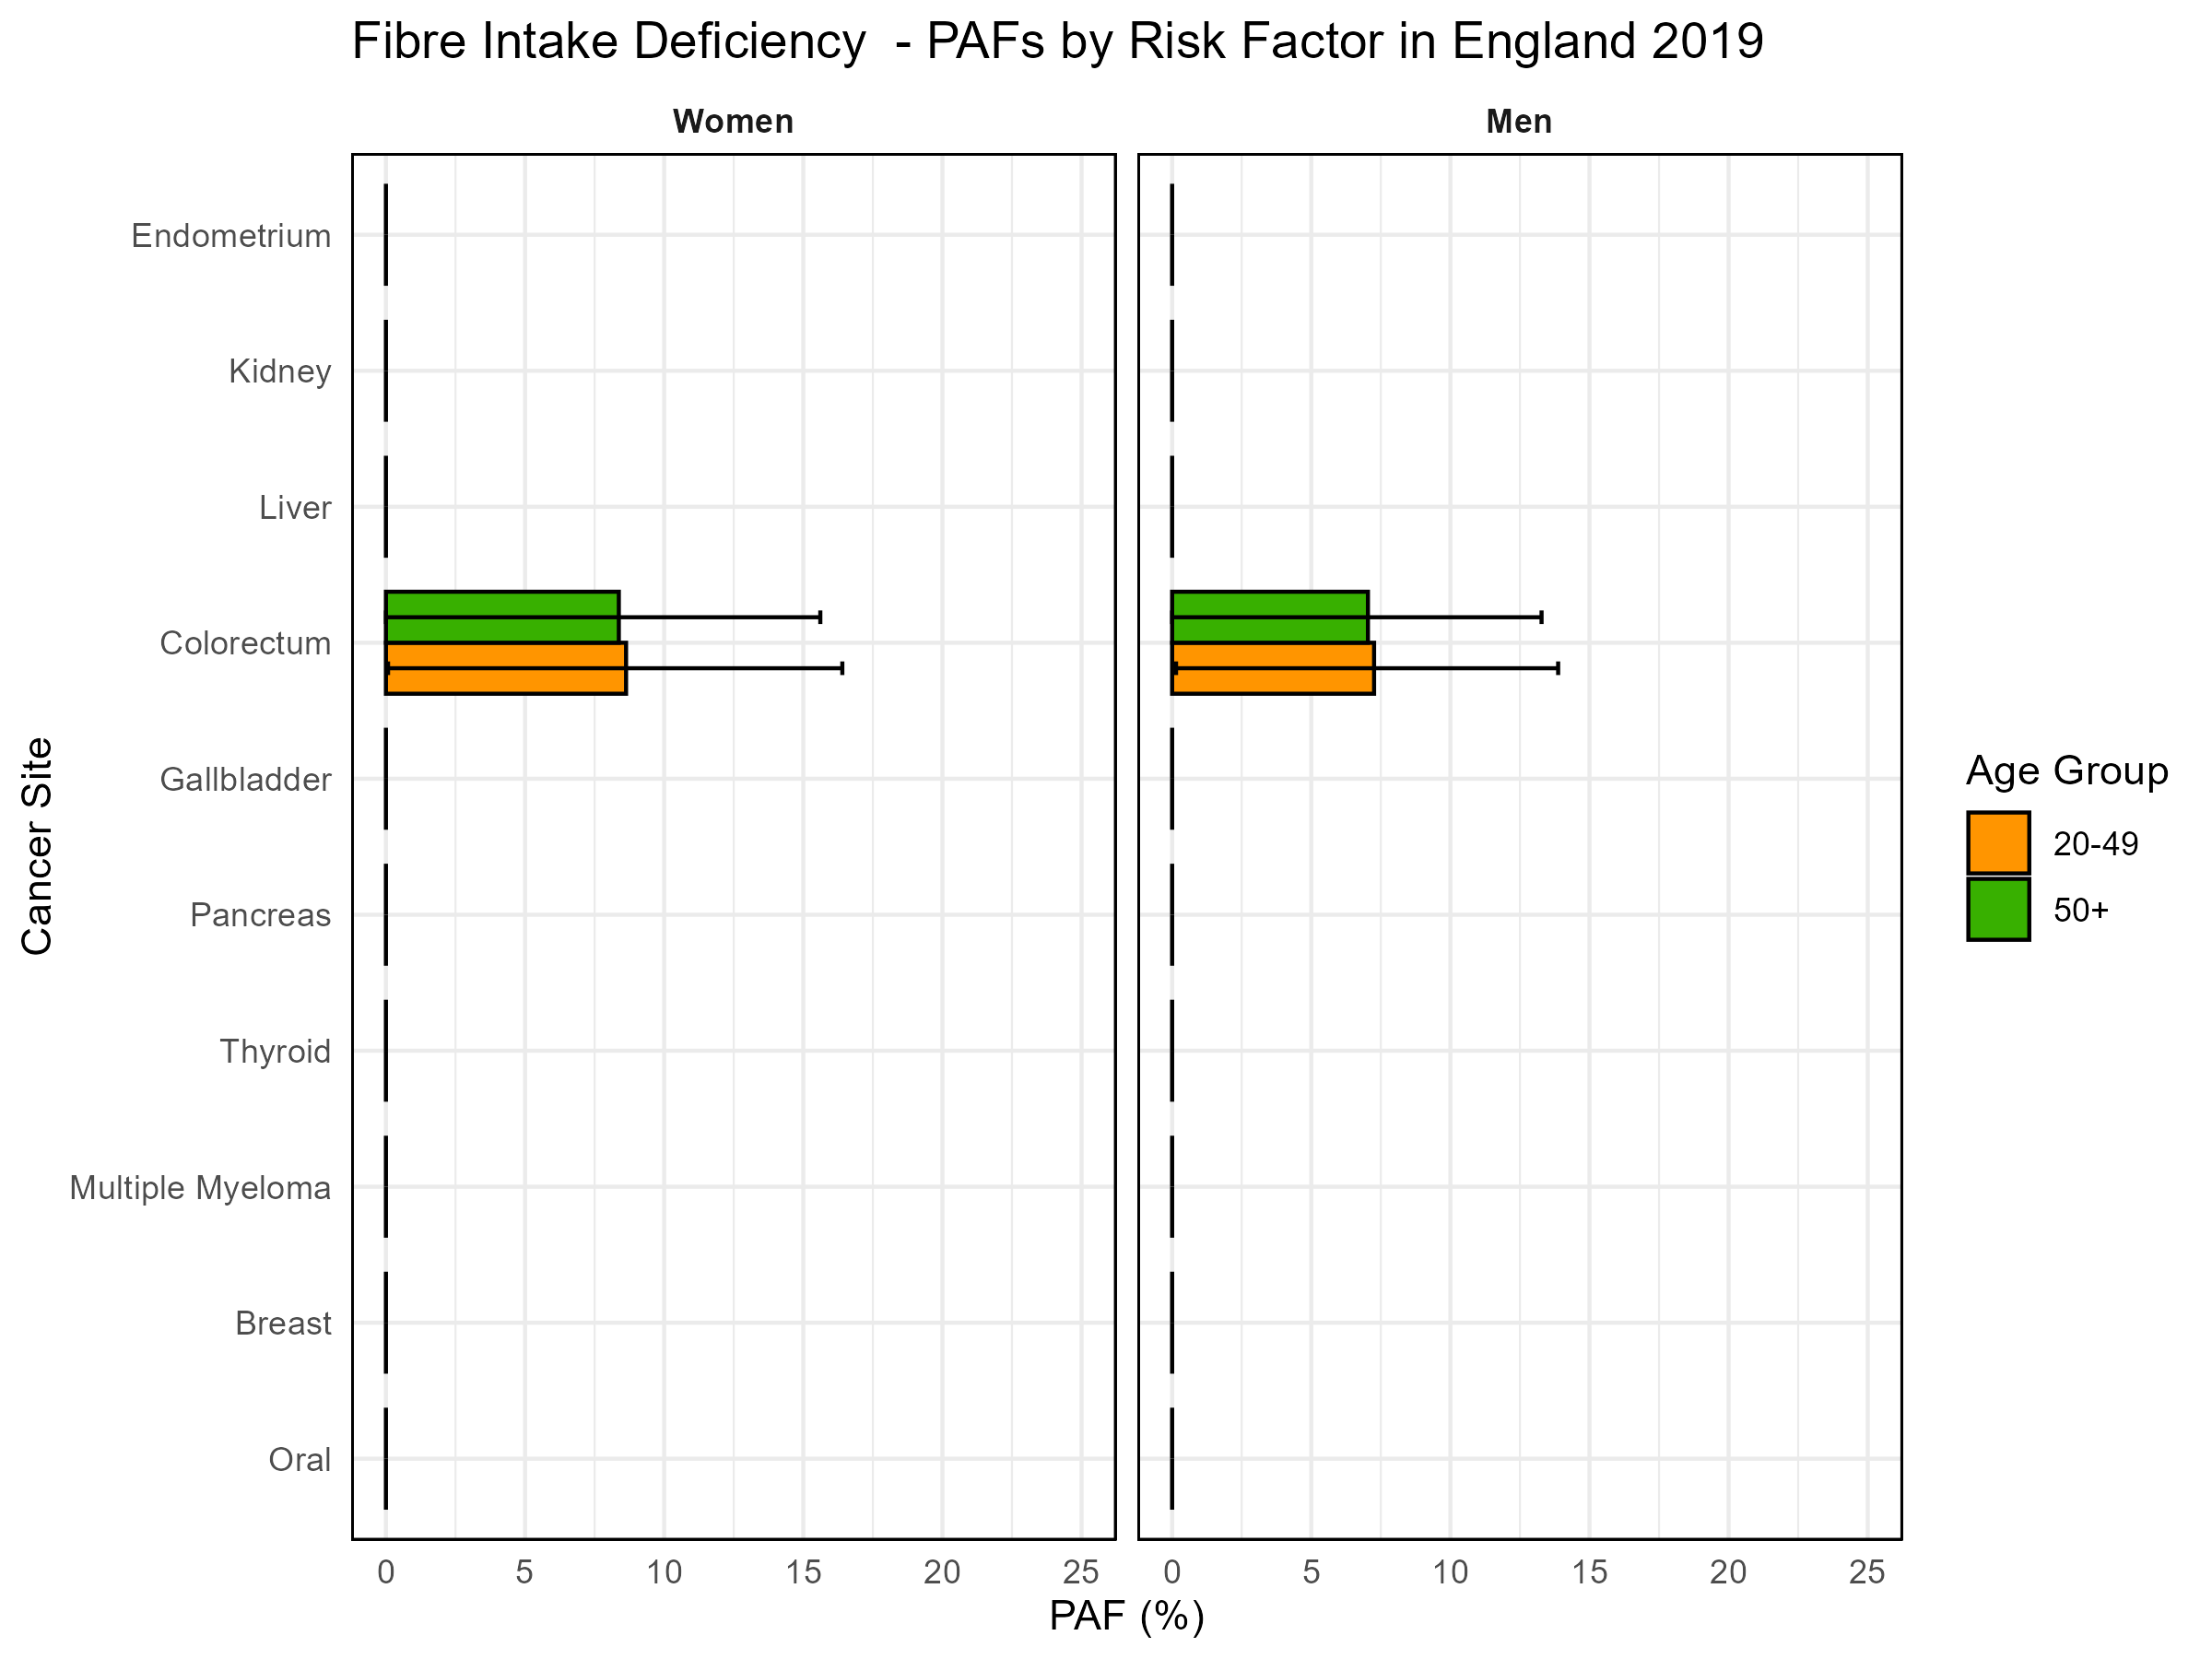 Fibre Intake Deficiency  - PAFs by Risk Factor in England 2019
Women
Men
Cancer Site
Endometrium
Kidney
Liver
Colorectum
Gallbladder
Pancreas
Thyroid
Multiple Myeloma
Breast
Oral
0 5 10 15 20 25
0 5 10 15 20 25
PAF (%)
Age Group
20-49
50+